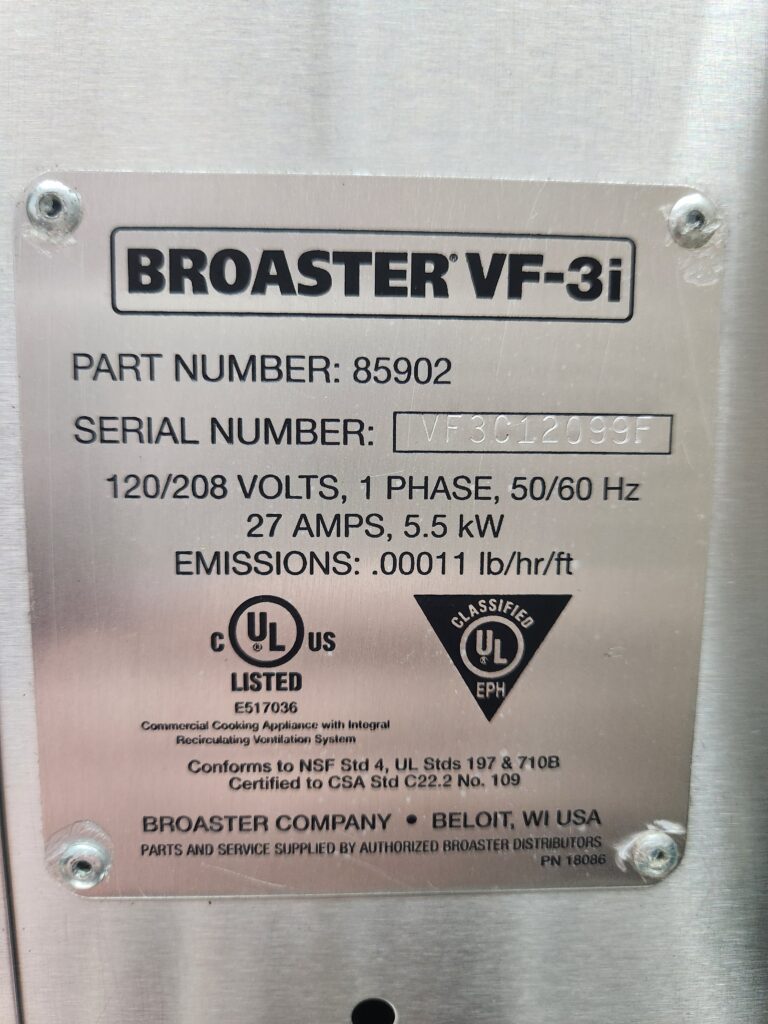 BROASTER® VF-3i
PART NUMBER: 85902
SERIAL NUMBER: VF3C12099F
120/208 VOLTS, 1 PHASE, 50/60 Hz
27 AMPS, 5.5 kW
EMISSIONS: .00011 lb/hr/ft
C UL® US
LISTED
E517036
Commercial Cooking Appliance with Integral
Recirculating Ventilation System
CLASSIFIED
UL®
EPH
Conforms to NSF Std 4, UL Stds 197 & 710B
Certified to CSA Std C22.2 No. 109
BROASTER COMPANY • BELOIT, WI USA
PARTS AND SERVICE SUPPLIED BY AUTHORIZED BROASTER DISTRIBUTORS
PN 18086